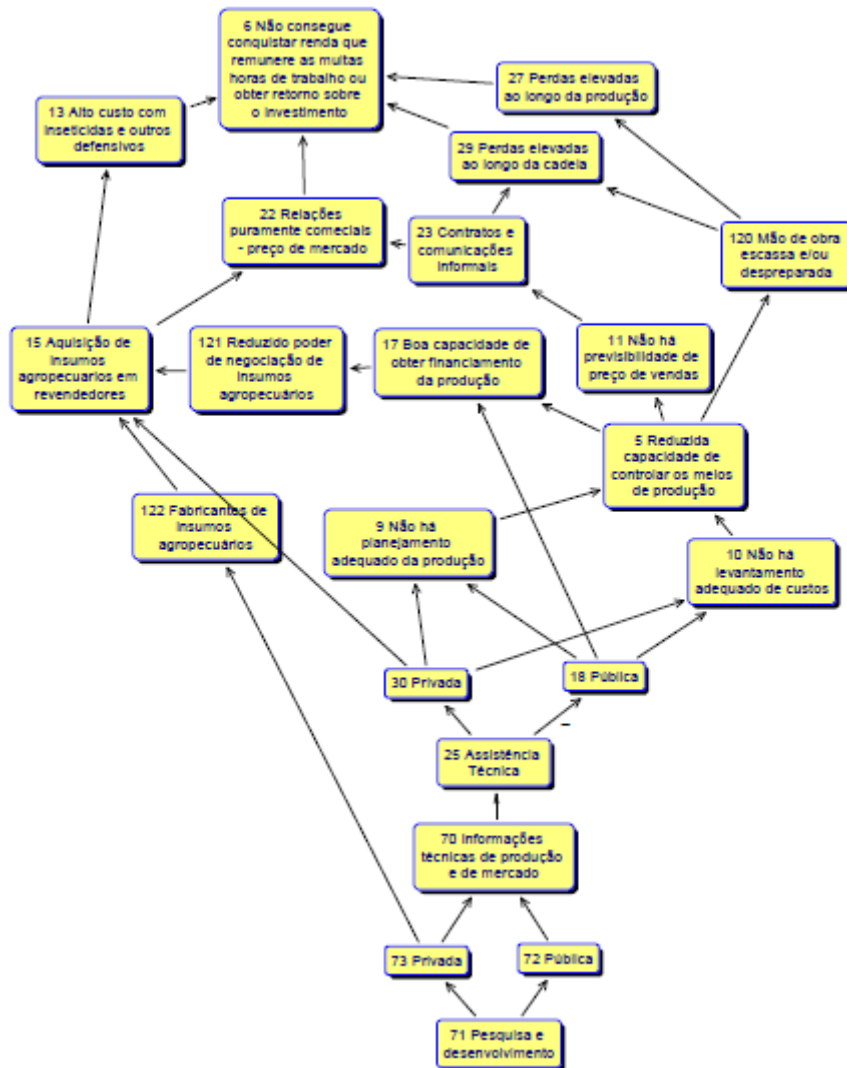 6 Não consegue
conquistar renda que
remunere as muitas
horas de trabalho ou
obter retorno sobre
o investimento
27 Perdas elevadas
ao longo da produção
13 Alto custo com
inseticidas e outros
defensivos
29 Perdas elevadas
ao longo da cadeia
22 Relações
puramente comeciais
- preço de mercado
23 Contratos e
comunicações
informais
120 Mão de obra
escassa e/ou
despreparada
15 Aquisição de
insumos
agropecuarios em
revendedores
121 Reduzido poder
de negociação de
insumos
agropecuários
17 Boa capacidade de
obter financiamento
da produção
11 Não há
previsibilidade de
preço de vendas
5 Reduzida
capacidade de
controlar os meios
de produção
122 Fabricantes de
insumos
agropecuários
9 Não há
planejamento
adequado da produção
10 Não há
levantamento
adequado de custos
30 Privada
18 Pública
–
25 Assistência
Técnica
70 Informações
técnicas de produção
e de mercado
73 Privada
72 Pública
71 Pesquisa e
desenvolvimento